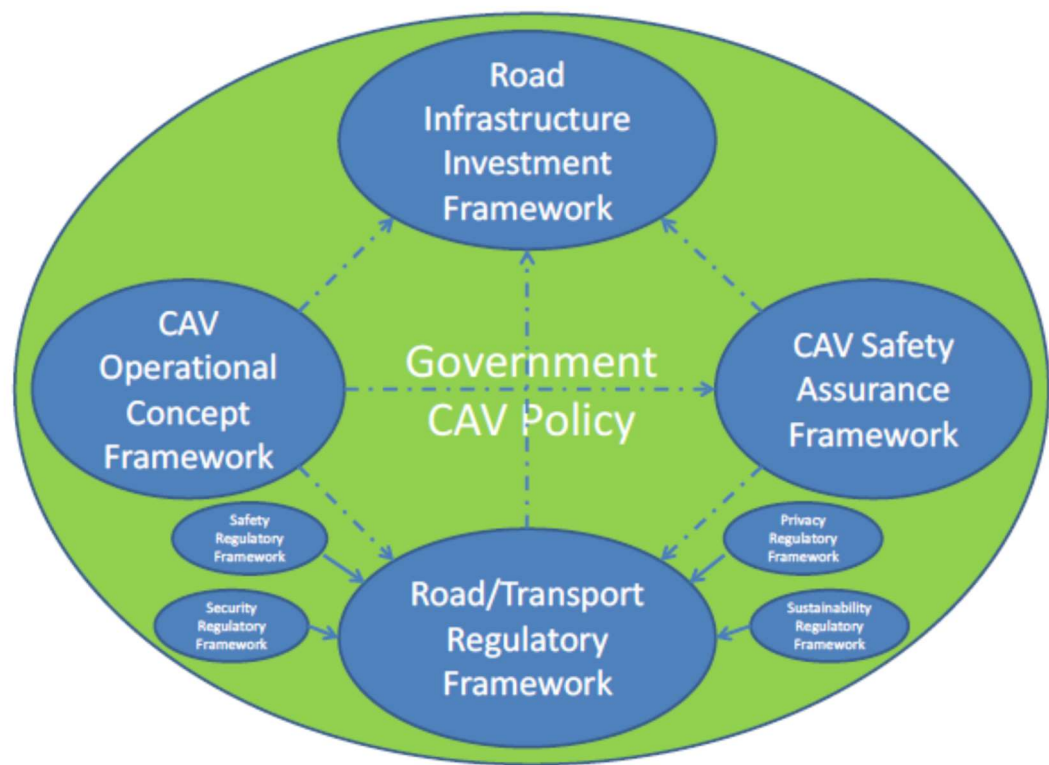 Road
Infrastructure
Investment
Framework
CAV
Operational
Concept
Framework
Government
CAV Policy
CAV Safety
Assurance
Framework
Safety
Regulatory
Framework
Privacy
Regulatory
Framework
Security
Regulatory
Framework
Road/Transport
Regulatory
Framework
Sustainability
Regulatory
Framework